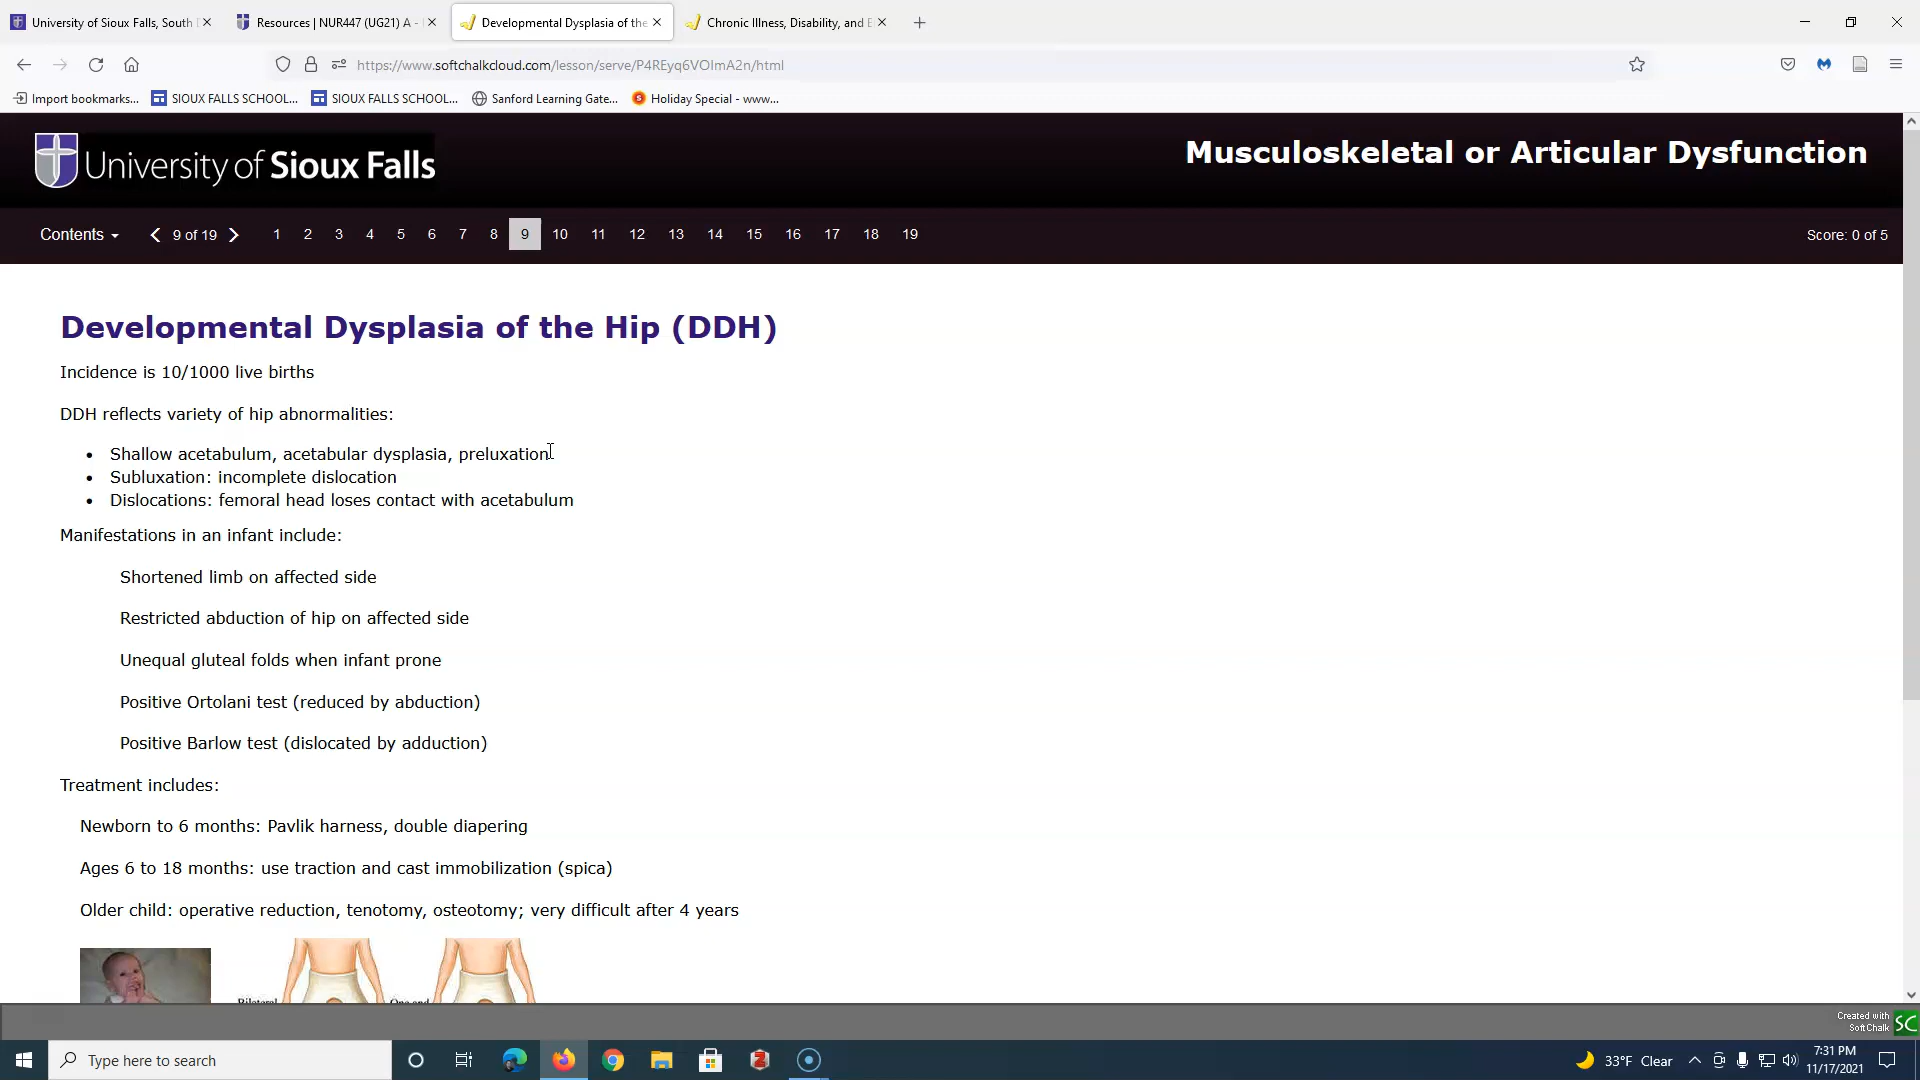 University of Sioux Falls, South
Resources | NUR447 (UG21) A -
Developmental Dysplasia of the
Chronic Illness, Disability, and E
https://www.softchalkcloud.com/lesson/serve/P4REyq6VOImA2n/html
Import bookmarks...
SIOUX FALLS SCHOOL...
SIOUX FALLS SCHOOL...
Sanford Learning Gate...
Holiday Special - www...
University of Sioux Falls
Musculoskeletal or Articular Dysfunction
Contents
9 of 19
1 2 3 4 5 6 7 8 9 10 11 12 13 14 15 16 17 18 19
Score: 0 of 5
Developmental Dysplasia of the Hip (DDH)
Incidence is 10/1000 live births
DDH reflects variety of hip abnormalities:
• Shallow acetabulum, acetabular dysplasia, preluxation
• Subluxation: incomplete dislocation
• Dislocations: femoral head loses contact with acetabulum
Manifestations in an infant include:
Shortened limb on affected side
Restricted abduction of hip on affected side
Unequal gluteal folds when infant prone
Positive Ortolani test (reduced by abduction)
Positive Barlow test (dislocated by adduction)
Treatment includes:
Newborn to 6 months: Pavlik harness, double diapering
Ages 6 to 18 months: use traction and cast immobilization (spica)
Older child: operative reduction, tenotomy, osteotomy; very difficult after 4 years
Bilateral
One and
Created with
SoftChalk
SC
Type here to search
33°F Clear
7:31 PM
11/17/2021